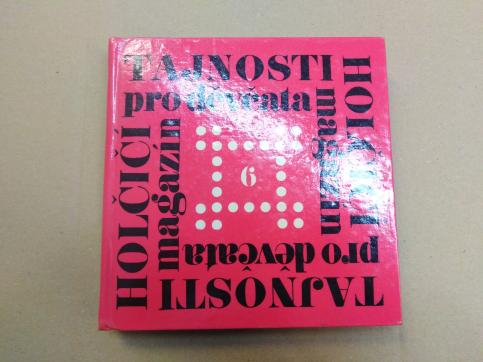 TAJNOSTI
pro děvčata
HOLČIČÍ
magazín
6
HOLČIČÍ
magazín
TAJNOSTI
pro děvčata